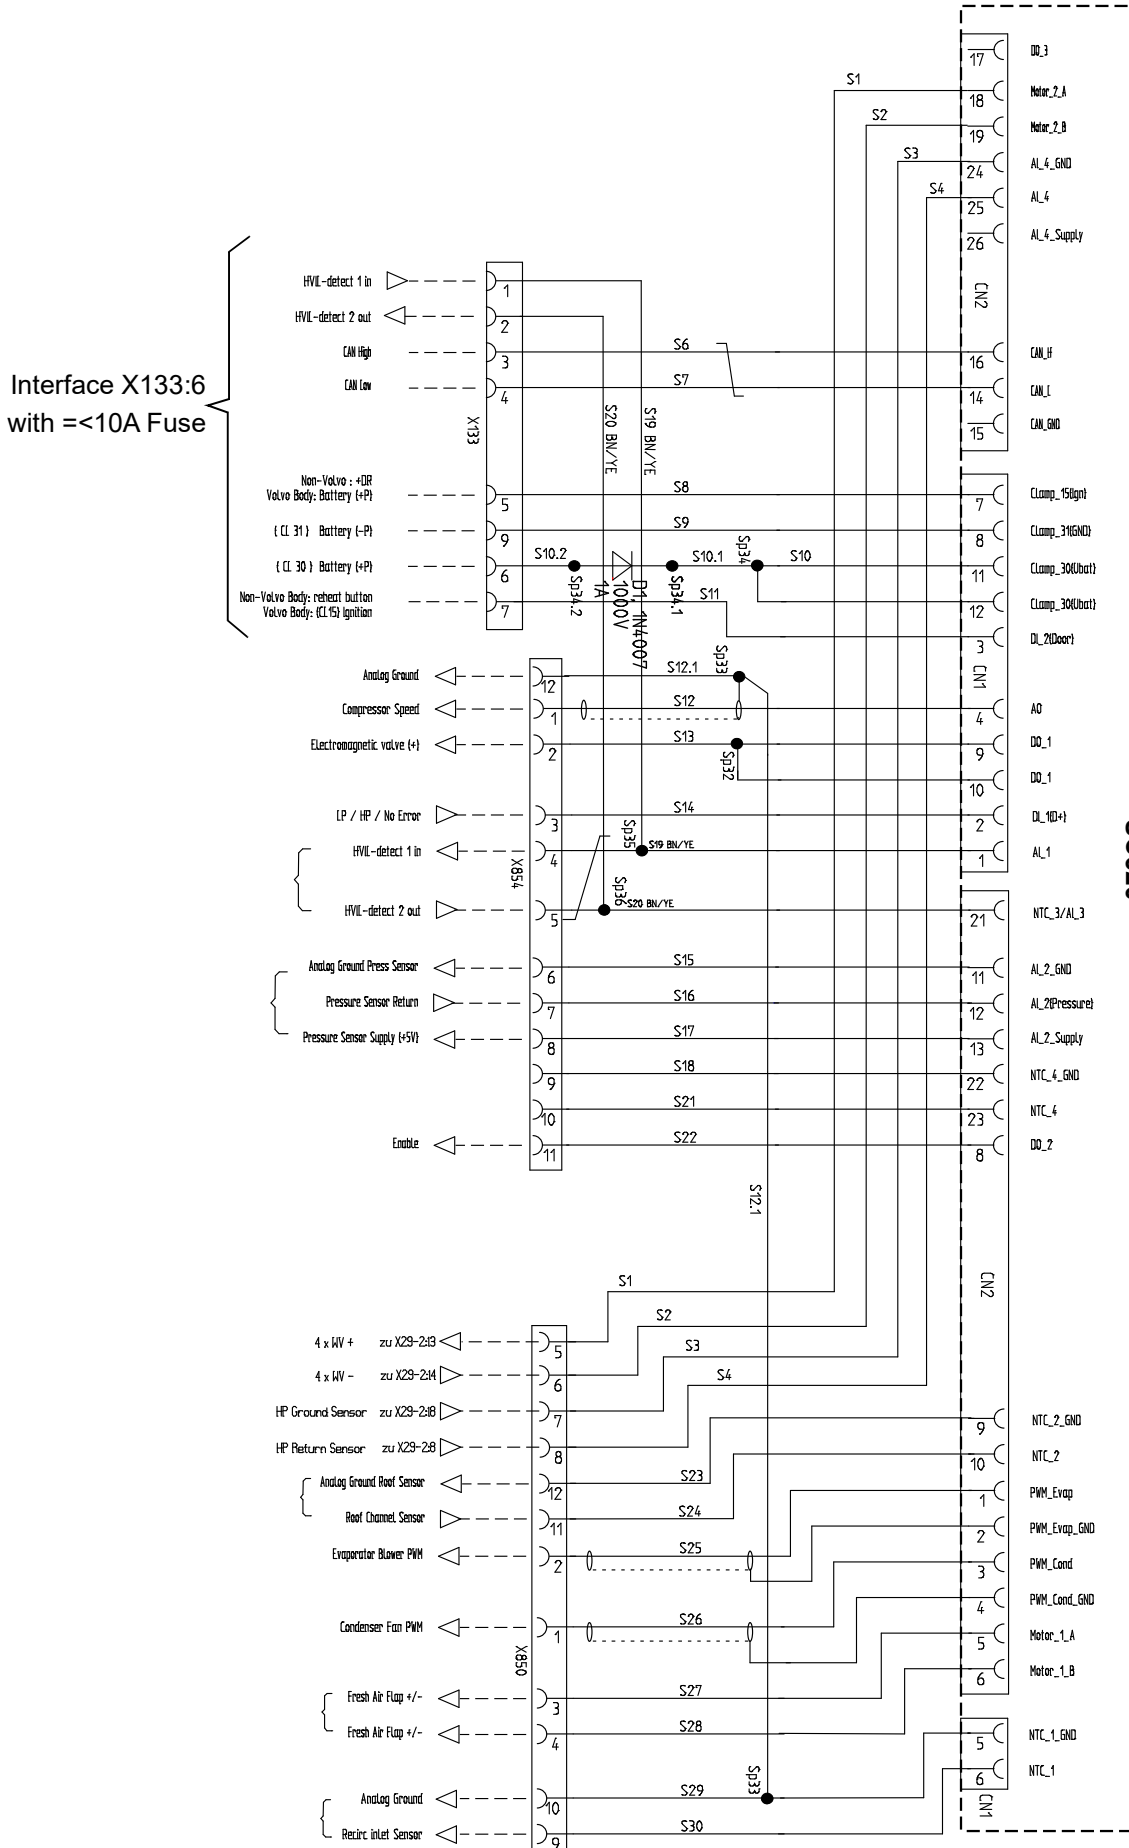 17 DO_3
S1
18 Motor_2_A
S2
19 Motor_2_B
S3
24 AI_4_GND
S4
25 AI_4
26 AI_4_Supply
CN2
HVIL-detect 1 in 1
HVIL-detect 2 out 2
CAN High 3 S6 16 CAN_H
CAN Low 4 S7 14 CAN_L
15 CAN_GND
Interface X133:6
with =<10A Fuse
X133
S20 BN/YE
S19 BN/YE
Non-Volvo : +DR
Volvo Body: Battery (+P) 5 S8 7 Clamp_15(Ign)
( Cl. 31 ) Battery (-P) 9 S9 8 Clamp_31(GND)
( Cl. 30 ) Battery (+P) 6 S10.2 S10.1 S10 11 Clamp_30(Ubat)
Sp34.2
Sp34.1
Sp34
D1, 1N4007
1000V
1A
12 Clamp_30(Ubat)
Non-Volvo Body: reheat button
Volvo Body: (Cl.15) Ignition 7 S11
3 DI_2(Door)
CN1
Analog Ground 12 S12.1 Sp33
Compressor Speed 1 S12 4 AO
Electromagnetic valve (+) 2 S13 9 DO_1
Sp32
10 DO_1
LP / HP / No Error 3 S14 2 DI_1(D+)
HVIL-detect 1 in 4 Sp35 S19 BN/YE 1 AI_1
X854
HVIL-detect 2 out 5 Sp36 S20 BN/YE 21 NTC_3/AI_3
Analog Ground Press Sensor 6 S15 11 AI_2_GND
Pressure Sensor Return 7 S16 12 AI_2(Pressure)
Pressure Sensor Supply (+5V) 8 S17 13 AI_2_Supply
9 S18 22 NTC_4_GND
10 S21 23 NTC_4
Enable 11 S22 8 DO_2
S12.1
CN2
S1
4 x WV + zu X29-2:13 5
S2
4 x WV - zu X29-2:14 6
S3
HP Ground Sensor zu X29-2:18 7
S4
HP Return Sensor zu X29-2:8 8
9 NTC_2_GND
10 NTC_2
Analog Ground Roof Sensor 12 S23
1 PWM_Evap
Roof Channel Sensor 11 S24
2 PWM_Evap_GND
Evaporator Blower PWM 2 S25
3 PWM_Cond
4 PWM_Cond_GND
Condenser Fan PWM 1 S26
5 Motor_1_A
X850
6 Motor_1_B
Fresh Air Flap +/- 3 S27
Fresh Air Flap +/- 4 S28
5 NTC_1_GND
6 NTC_1
CN1
Analog Ground 10 S29 Sp33
Recirc inlet Sensor 9 S30